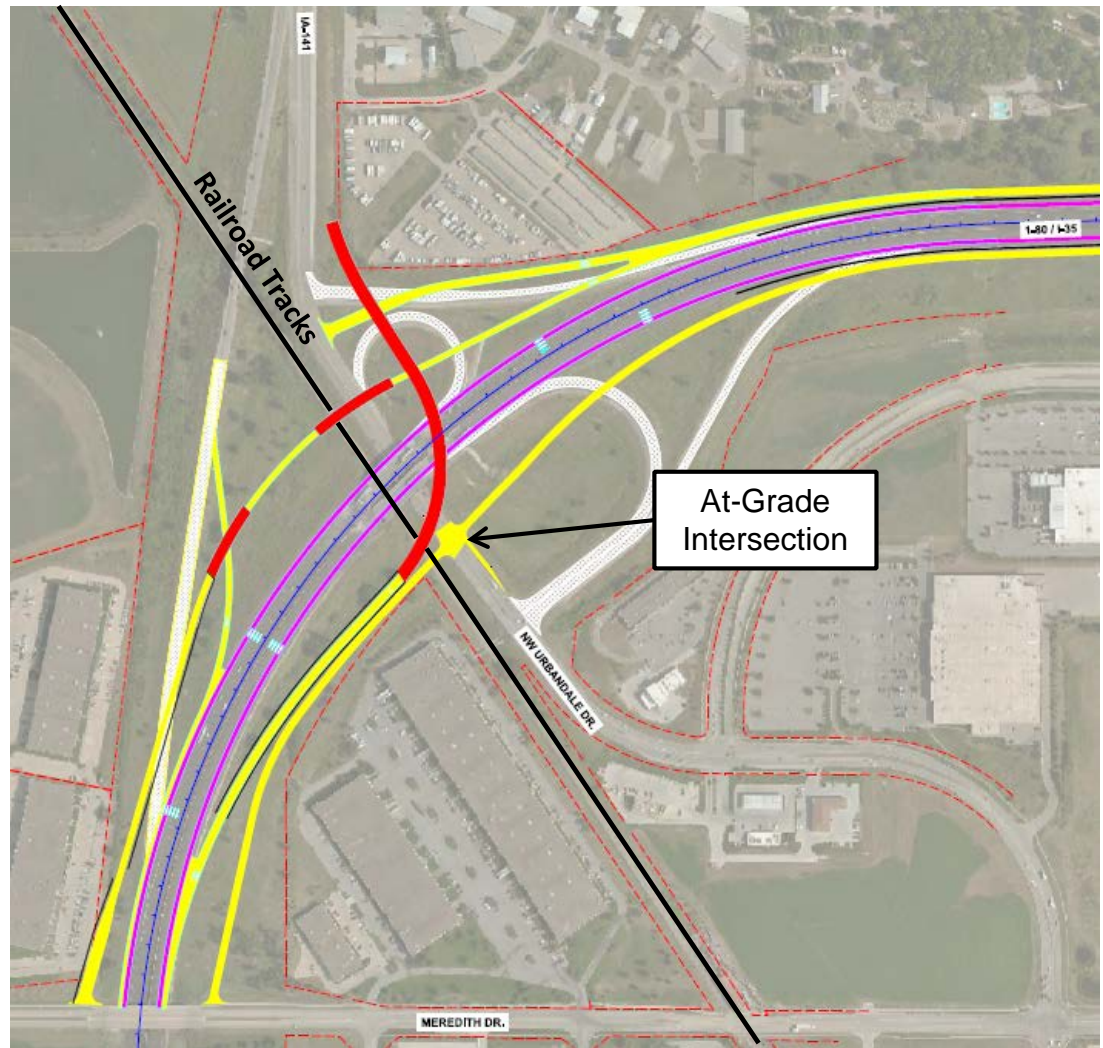 IA-141
Railroad Tracks
I-80 / I-35
At-Grade
Intersection
NW URBANDALE DR.
MEREDITH DR.